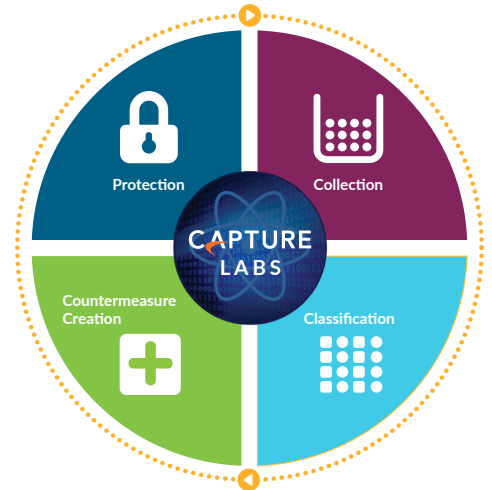 Protection
Collection
CAPTURE
LABS
Countermeasure
Creation
Classification